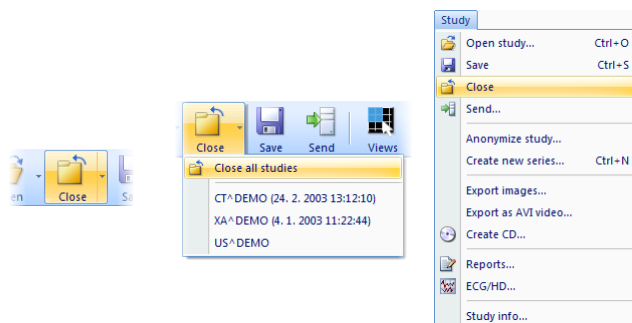 en
Close
Sa
Close
Save
Send
Views
Close all studies
CT^DEMO (24. 2. 2003 13:12:10)
XA^DEMO (4. 1. 2003 11:22:44)
US^DEMO
Study
Open study... Ctrl+O
Save Ctrl+S
Close
Send...
Anonymize study...
Create new series... Ctrl+N
Export images...
Export as AVI video...
Create CD...
Reports...
ECG/HD...
Study info...